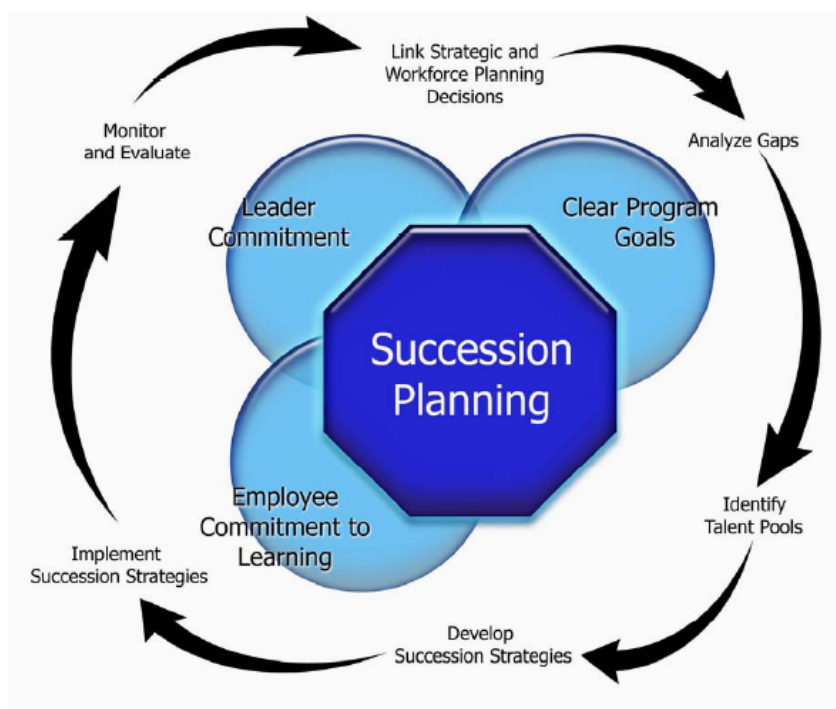 Link Strategic and
Workforce Planning
Decisions
Analyze Gaps
Identify
Talent Pools
Develop
Succession Strategies
Implement
Succession Strategies
Monitor
and Evaluate
Leader
Commitment
Clear Program
Goals
Succession
Planning
Employee
Commitment to
Learning